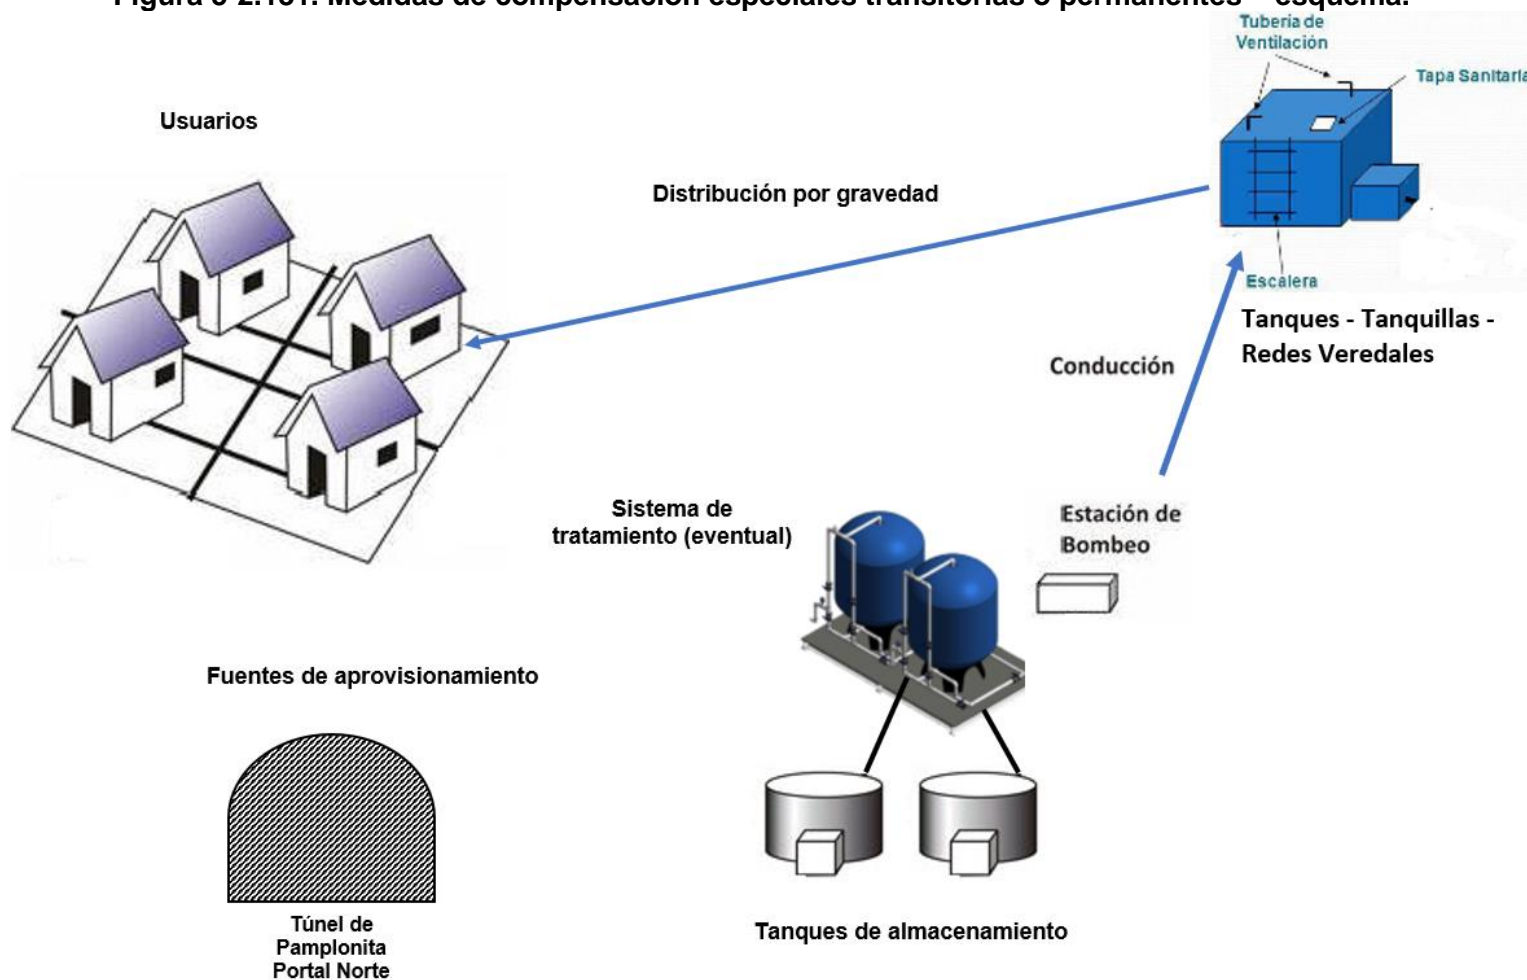 Figura 3-2.151. Medidas de compensación especiales transitorias o permanentes – esquema.
Tubería de
Ventilación
Tapa Sanitaria
Usuarios
Distribución por gravedad
Escalera
Tanques - Tanquillas -
Redes Veredales
Conducción
Sistema de
tratamiento (eventual)
Estación de
Bombeo
Fuentes de aprovisionamiento
Túnel de
Pamplonita
Portal Norte
Tanques de almacenamiento